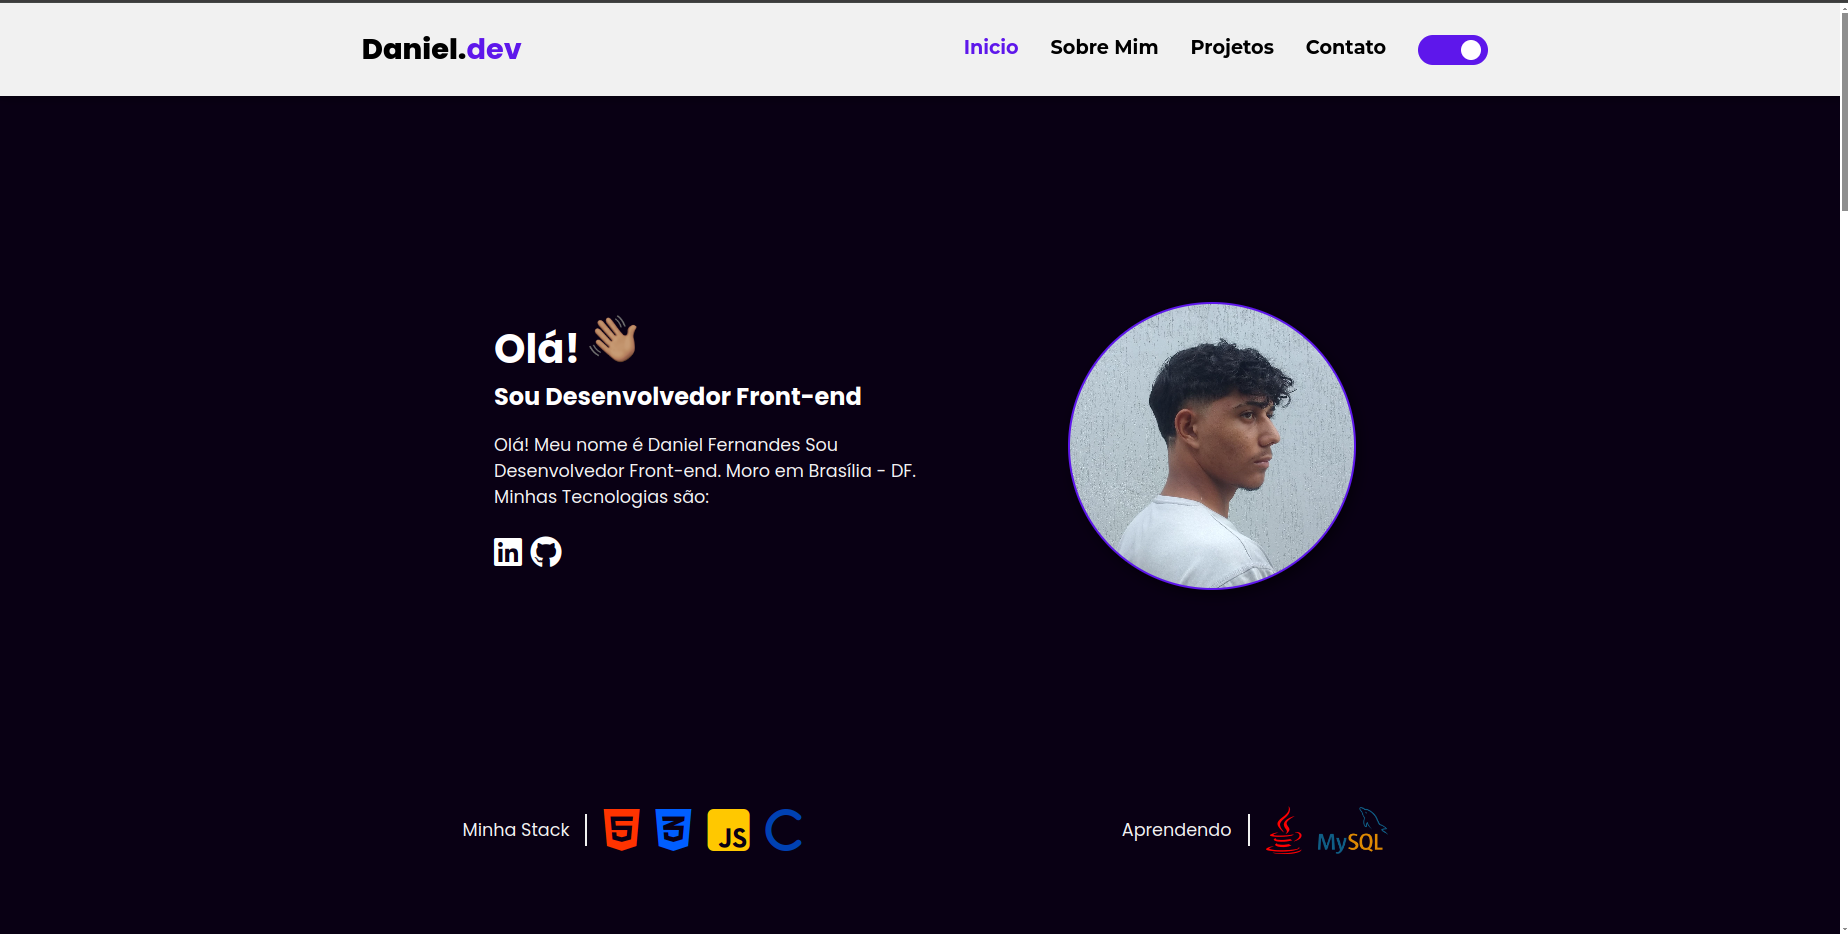 Daniel.dev
Inicio Sobre Mim Projetos Contato
Olá! 👋🏽
Sou Desenvolvedor Front-end
Olá! Meu nome é Daniel Fernandes Sou
Desenvolvedor Front-end. Moro em Brasília - DF.
Minhas Tecnologias são:
in
Minha Stack 5 3 JS C
Aprendendo MySQL